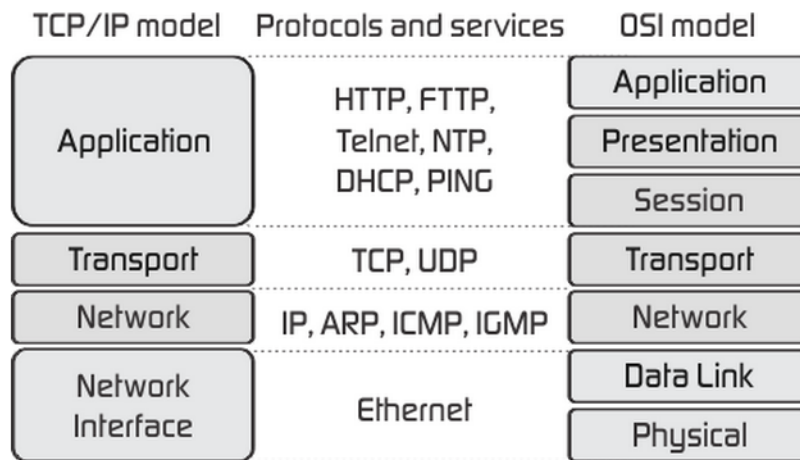 TCP/IP model Protocols and services OSI model
Application
HTTP, FTTP,
Telnet, NTP,
DHCP, PING
Application
Presentation
Session
Transport TCP, UDP Transport
Network IP, ARP, ICMP, IGMP Network
Network
Interface
Ethernet
Data Link
Physical